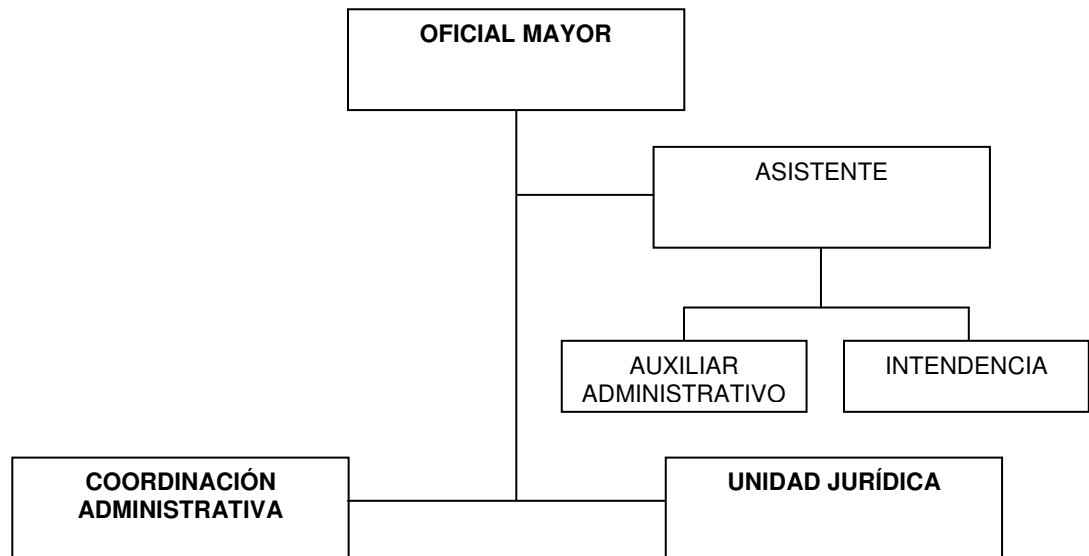 OFICIAL MAYOR
ASISTENTE
AUXILIAR
ADMINISTRATIVO
INTENDENCIA
COORDINACIÓN
ADMINISTRATIVA
UNIDAD JURÍDICA